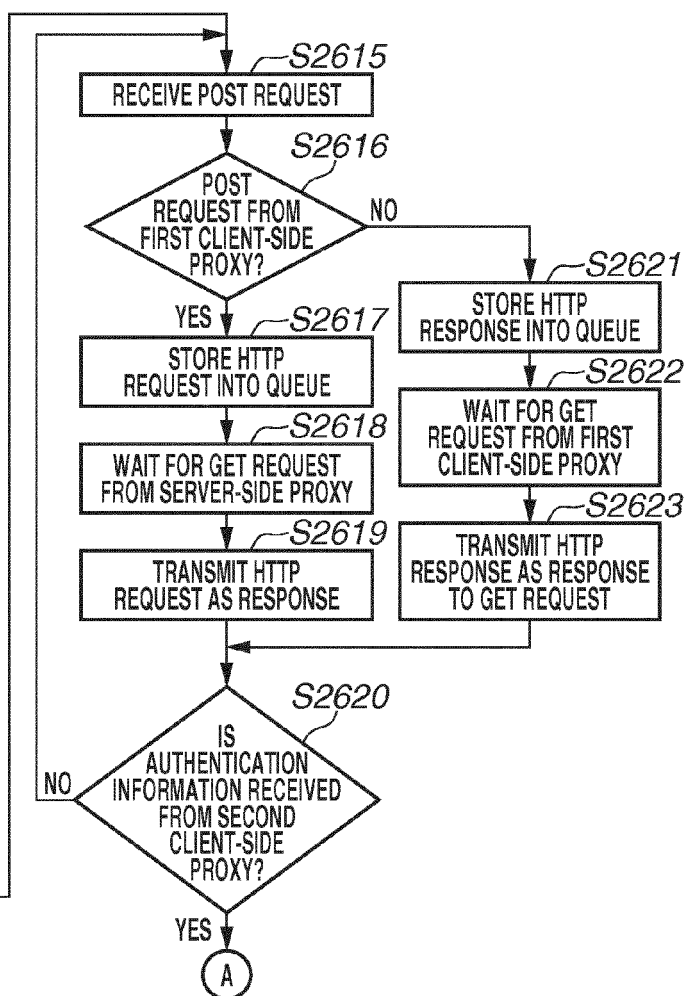 S2615
RECEIVE POST REQUEST
S2616
POST
REQUEST FROM
FIRST CLIENT-SIDE
PROXY?
NO
YES
S2617
STORE HTTP
REQUEST INTO QUEUE
S2618
WAIT FOR GET REQUEST
FROM SERVER-SIDE PROXY
S2619
TRANSMIT HTTP
REQUEST AS RESPONSE
S2621
STORE HTTP
RESPONSE INTO QUEUE
S2622
WAIT FOR GET
REQUEST FROM FIRST
CLIENT-SIDE PROXY
S2623
TRANSMIT HTTP
RESPONSE AS RESPONSE
TO GET REQUEST
S2620
IS
AUTHENTICATION
INFORMATION RECEIVED
FROM SECOND
CLIENT-SIDE
PROXY?
NO
YES
A